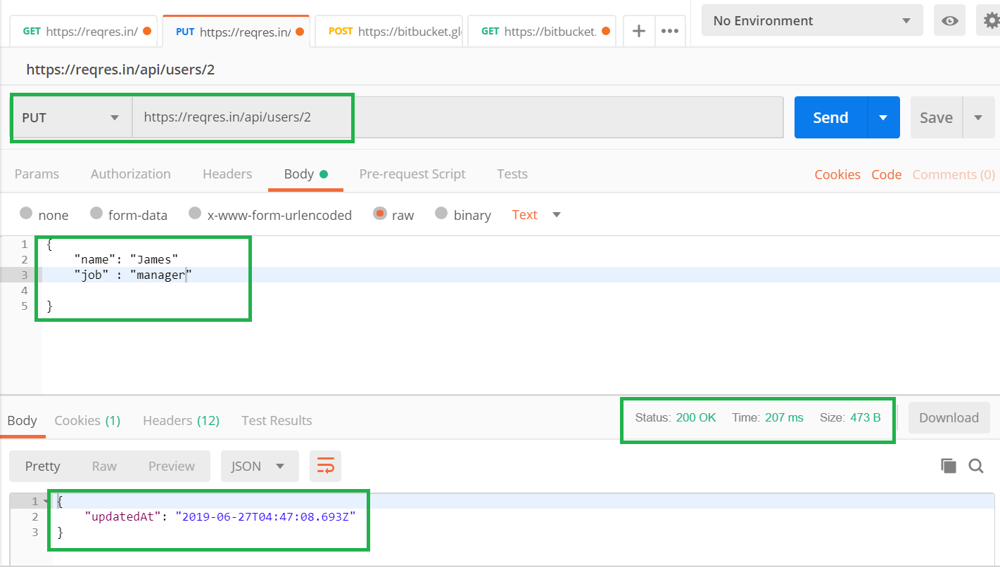 GET https://reqres.in/ PUT https://reqres.in/ POST https://bitbucket.gl GET https://bitbucket. + ••• No Environment
https://reqres.in/api/users/2
PUT https://reqres.in/api/users/2 Send Save
Params Authorization Headers Body Pre-request Script Tests Cookies Code Comments (0)
none form-data x-www-form-urlencoded raw binary Text
1 {
2 "name": "James"
3 "job" : "manager"
4
5 }
Body Cookies (1) Headers (12) Test Results Status: 200 OK Time: 207 ms Size: 473 B Download
Pretty Raw Preview JSON
1 {
2 "updatedAt": "2019-06-27T04:47:08.693Z"
3 }